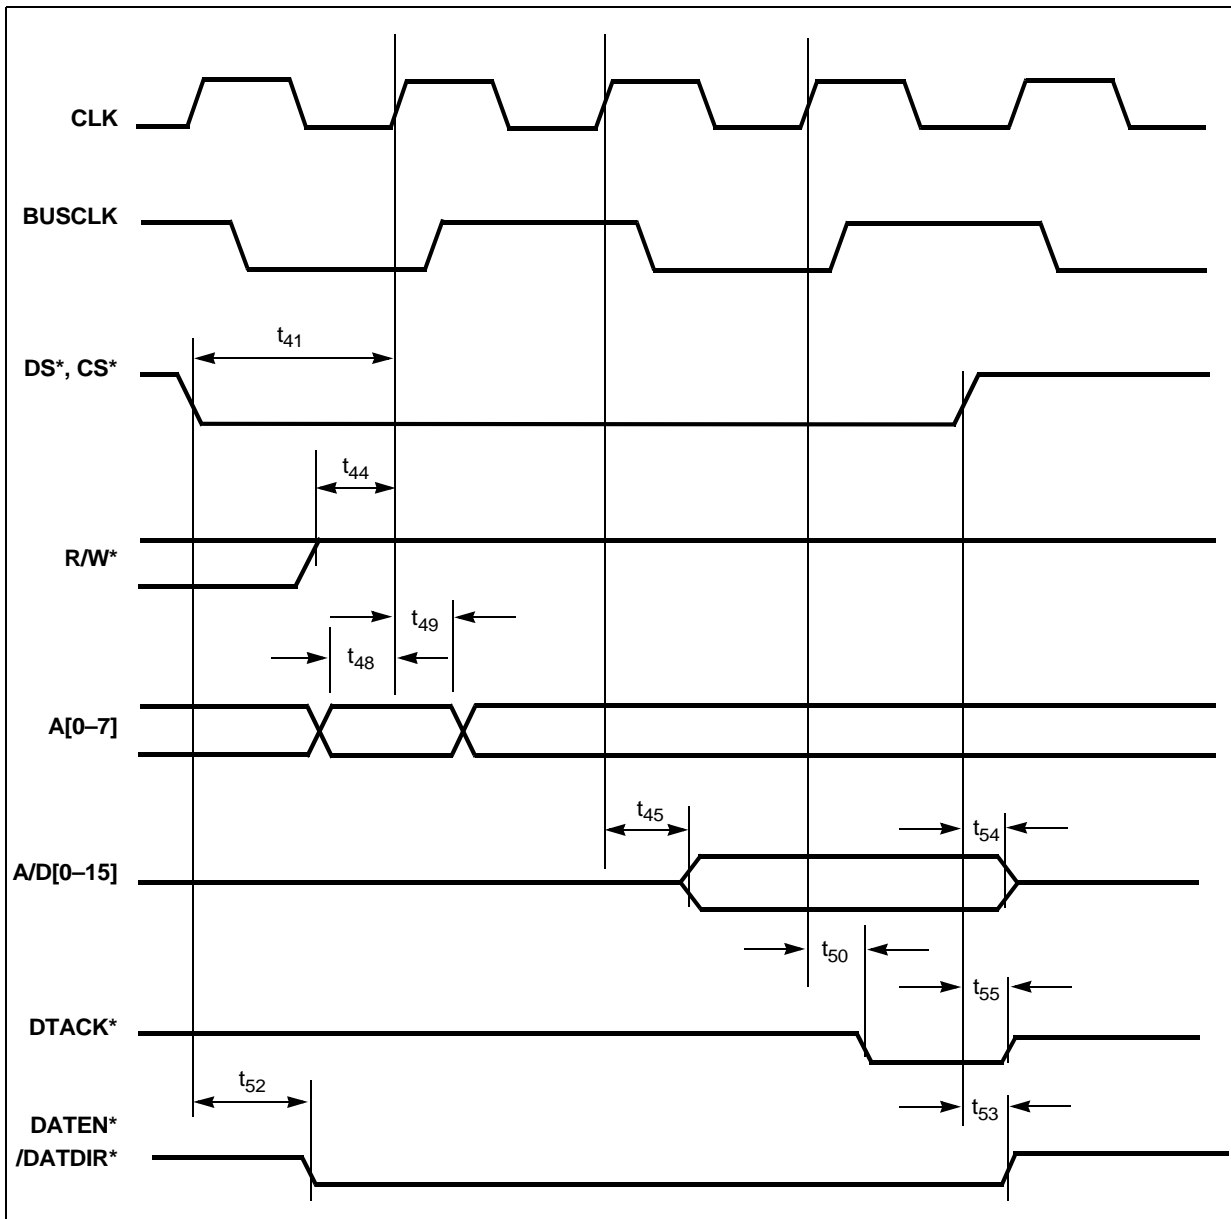 CLK
BUSCLK
t41
DS*, CS*
t44
R/W*
t49
t48
A[0–7]
t45
t54
A/D[0–15]
t50
t55
DTACK*
t52
t53
DATEN*
/DATDIR*